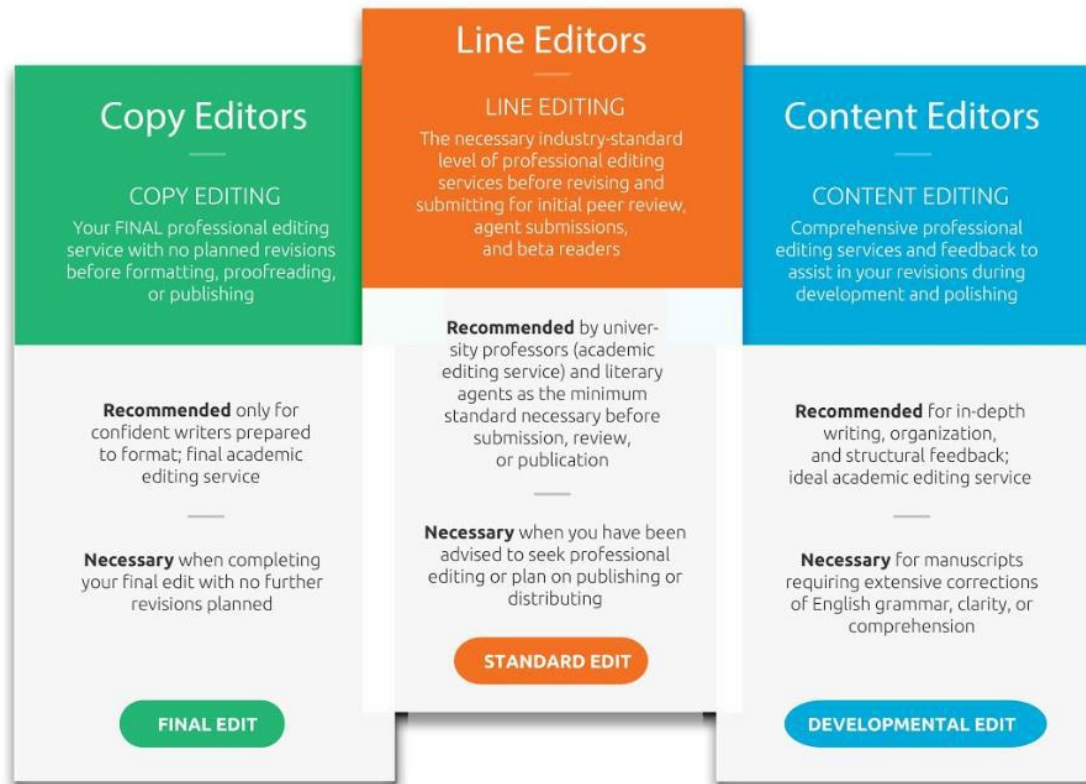 Copy Editors
COPY EDITING
Your FINAL professional editing
service with no planned revisions
before formatting, proofreading,
or publishing
Recommended only for
confident writers prepared
to format; final academic
editing service
Necessary when completing
your final edit with no further
revisions planned
FINAL EDIT
Line Editors
LINE EDITING
The necessary industry-standard
level of professional editing
services before revising and
submitting for initial peer review,
agent submissions,
and beta readers
Recommended by univer-
sity professors (academic
editing service) and literary
agents as the minimum
standard necessary before
submission, review,
or publication
Necessary when you have been
advised to seek professional
editing or plan on publishing or
distributing
STANDARD EDIT
Content Editors
CONTENT EDITING
Comprehensive professional
editing services and feedback to
assist in your revisions during
development and polishing
Recommended for in-depth
writing, organization,
and structural feedback;
ideal academic editing service
Necessary for manuscripts
requiring extensive corrections
of English grammar, clarity, or
comprehension
DEVELOPMENTAL EDIT